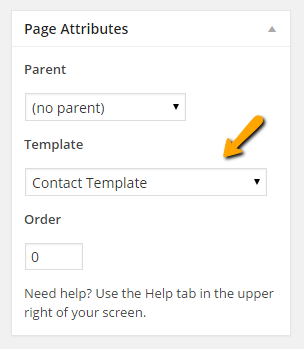 Page Attributes
Parent
(no parent)
Template
Contact Template
Order
0
Need help? Use the Help tab in the upper
right of your screen.